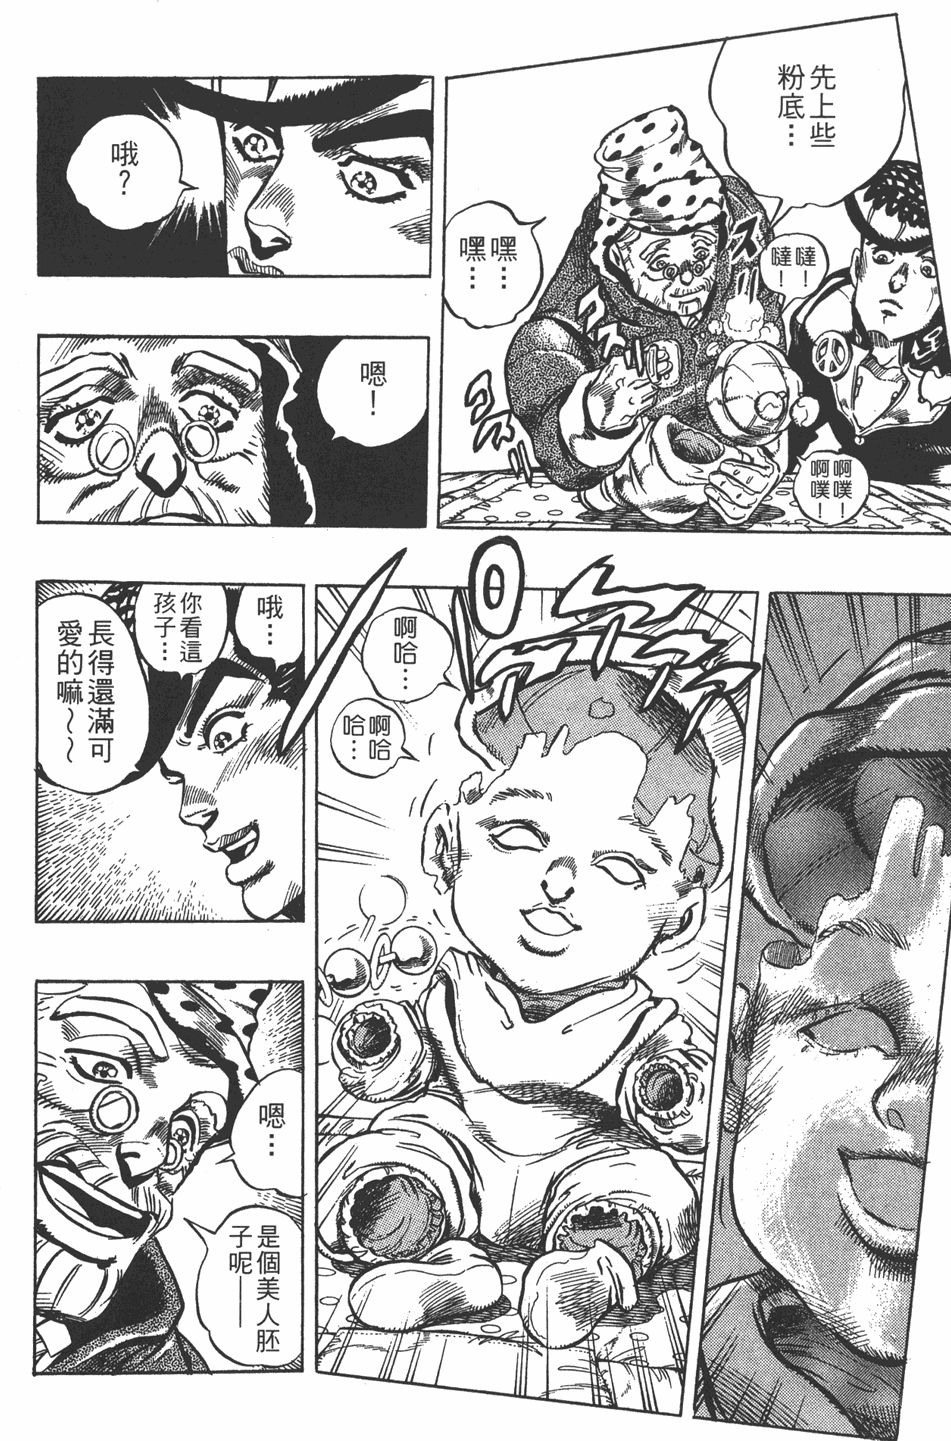 先上些
粉底…
噠！
噠！
嘿…
嘿…
啊噗！
啊噗！
哦？
嗯！
啊哈…
啊哈
哈…
哦…
你看這
孩子…
長得還滿可
愛的嘛～～
嗯…
是個美人胚
子呢——